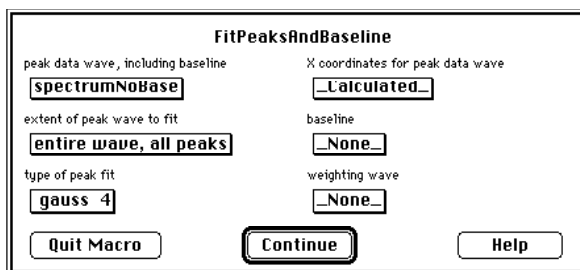 FitPeaksAndBaseline
peak data wave, including baseline
X coordinates for peak data wave
spectrumNoBase
_Calculated_
extent of peak wave to fit
baseline
entire wave, all peaks
_None_
type of peak fit
weighting wave
gauss 4
_None_
Quit Macro
Continue
Help